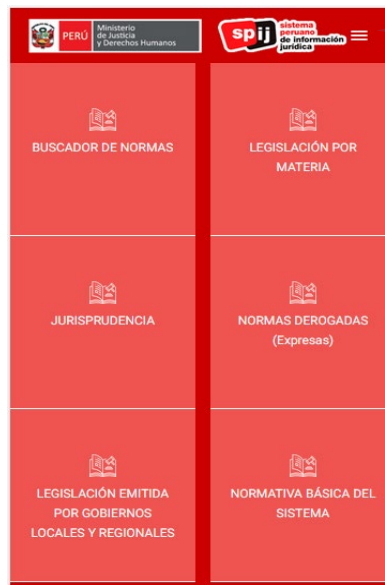 PERÚ
Ministerio
de Justicia
y Derechos Humanos
spij
sistema
peruano
de información
jurídica
BUSCADOR DE NORMAS
LEGISLACIÓN POR
MATERIA
JURISPRUDENCIA
NORMAS DEROGADAS
(Expresas)
LEGISLACIÓN EMITIDA
POR GOBIERNOS
LOCALES Y REGIONALES
NORMATIVA BÁSICA DEL
SISTEMA